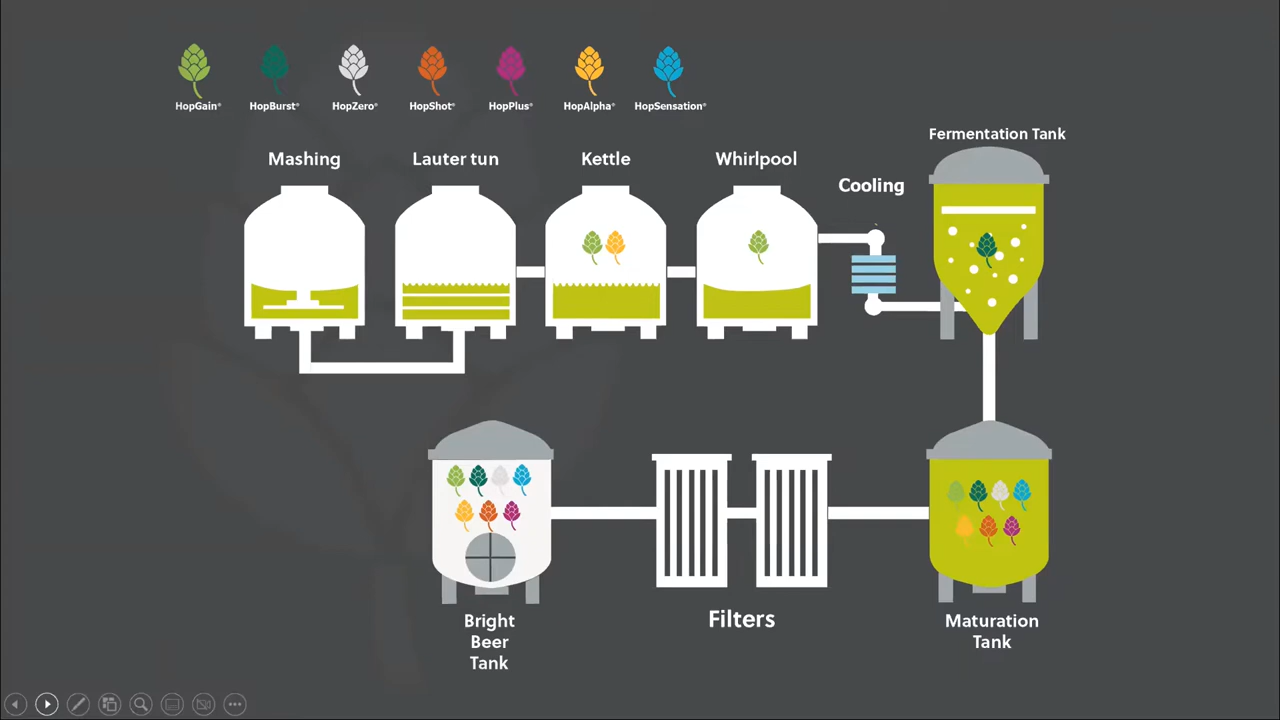 HopGain®
HopBurst®
HopZero®
HopShot®
HopPlus®
HopAlpha®
HopSensation®
Mashing
Lauter tun
Kettle
Whirlpool
Cooling
Fermentation Tank
Bright
Beer
Tank
Filters
Maturation
Tank